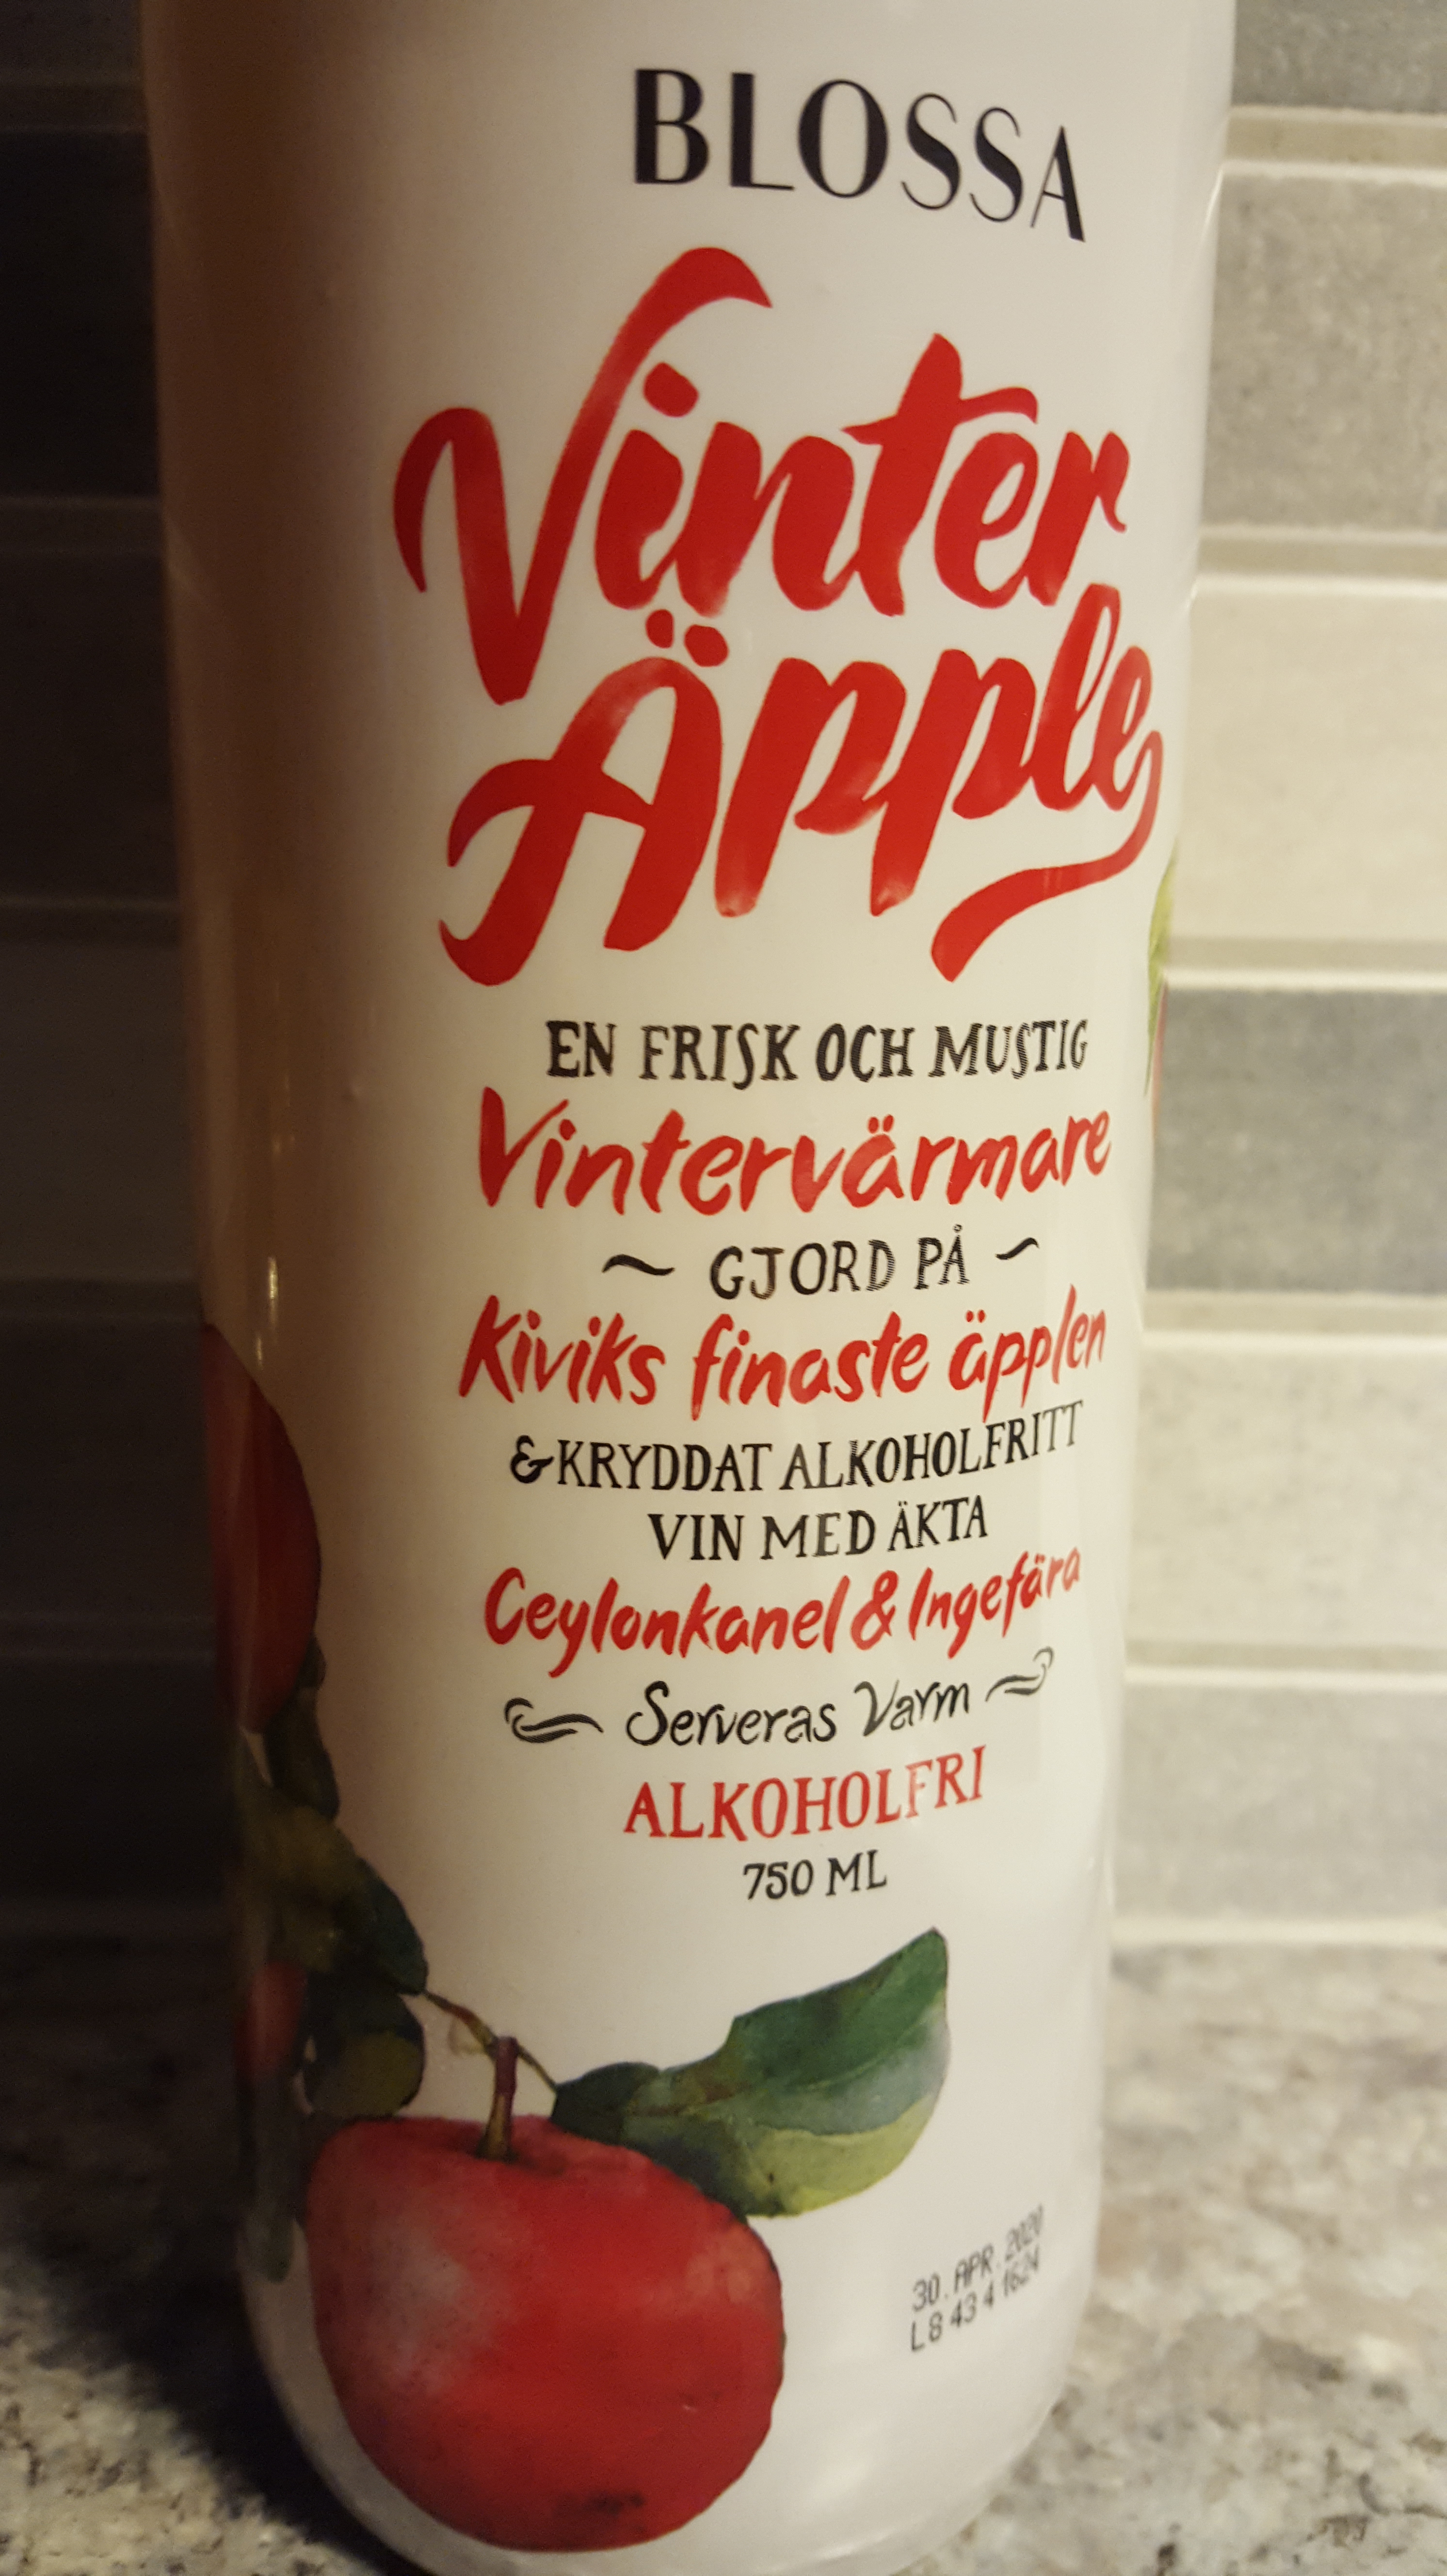 BLOSSA
Vinter
Äpple
EN FRISK OCH MUSTIG
Vintervärmare
~ GJORD PÅ ~
Kiviks finaste äpplen
& KRYDDAT ALKOHOLFRITT
VIN MED ÄKTA
Ceylonkanel & Ingefära
Serveras Varm
ALKOHOLFRI
750 ML
30. APR. 2020
L8 43 4 1624